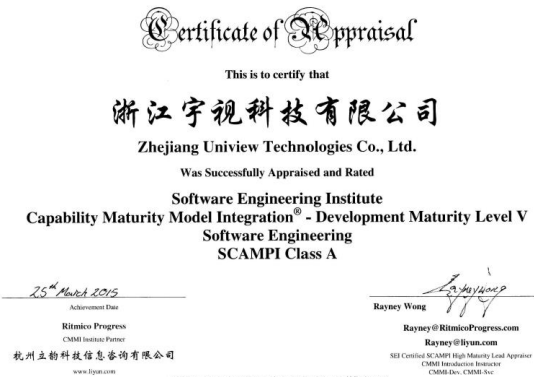 Certificate of Appraisal
This is to certify that
浙江宇视科技有限公司
Zhejiang Uniview Technologies Co., Ltd.
Was Successfully Appraised and Rated
Software Engineering Institute
Capability Maturity Model Integration® - Development Maturity Level V
Software Engineering
SCAMPI Class A
25th March 2015
Achievement Date
Ritmico Progress
CMMI Institute Partner
杭州立韵科技信息咨询有限公司
www.liyun.com
Rayney Wong
Rayney Wong
Rayney@RitmicoProgress.com
Rayney@liyun.com
SEI Certified SCAMPI High Maturity Lead Appraiser
CMMI Introduction Instructor
CMMI-Dev, CMMI-Svc